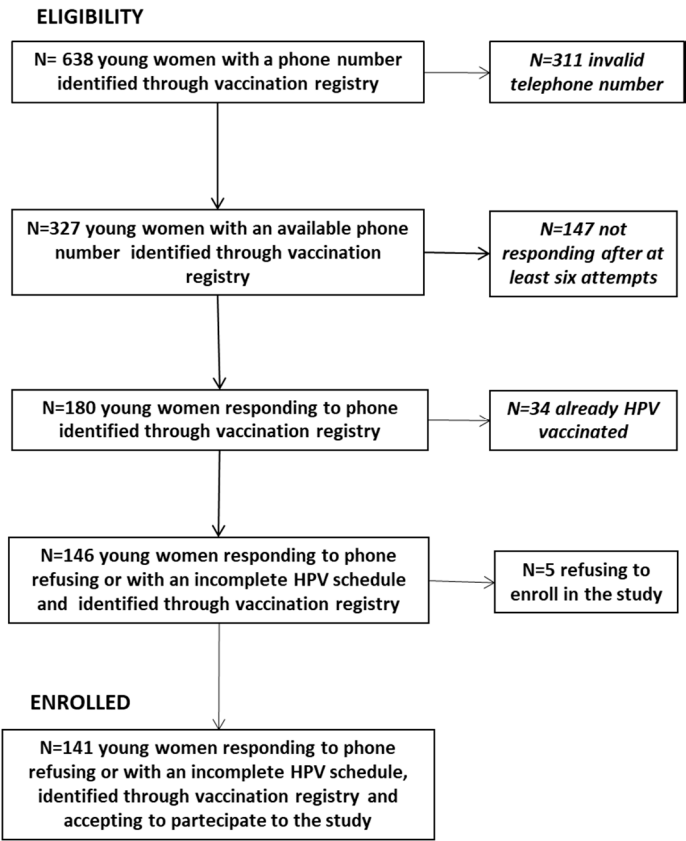 ELIGIBILITY
N= 638 young women with a phone number
identified through vaccination registry
N=311 invalid
telephone number
N=327 young women with an available phone
number identified through vaccination
registry
N=147 not
responding after at
least six attempts
N=180 young women responding to phone
identified through vaccination registry
N=34 already HPV
vaccinated
N=146 young women responding to phone
refusing or with an incomplete HPV schedule
and identified through vaccination registry
N=5 refusing to
enroll in the study
ENROLLED
N=141 young women responding to phone
refusing or with an incomplete HPV schedule,
identified through vaccination registry and
accepting to partecipate to the study